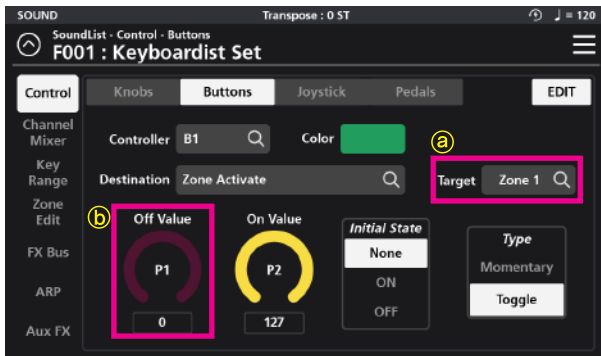 SOUND
Transpose : 0 ST
♩ = 120
SoundList - Control - Buttons
F001 : Keyboardist Set
Control
Knobs
Buttons
Joystick
Pedals
EDIT
Channel
Mixer
Controller
B1
Color
ⓐ
Key
Range
Destination
Zone Activate
Target
Zone 1
Zone
Edit
ⓑ
Off Value
On Value
Initial State
Type
FX Bus
P1
P2
None
Momentary
ARP
ON
Toggle
0
127
OFF
Aux FX